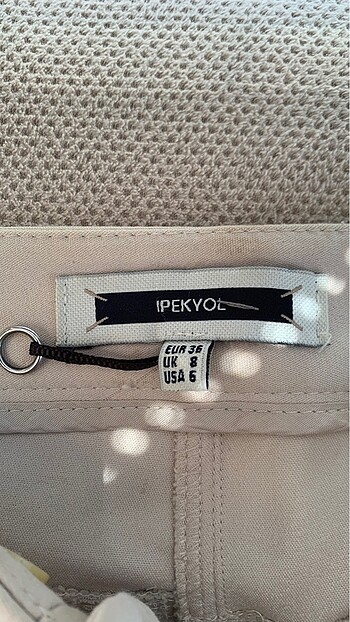 IPEKYOL
EUR 36
UK 8
USA 6